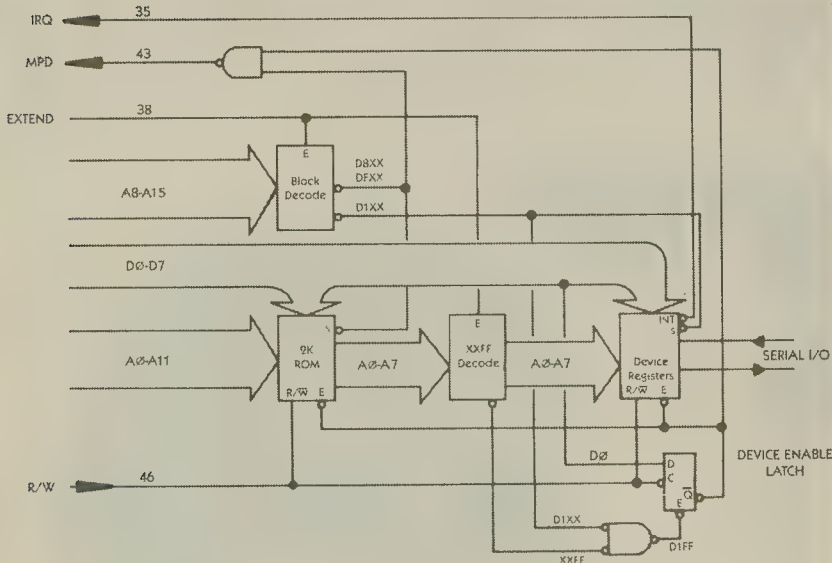 IRQ
35
MPD
43
EXTEND
38
E
Block
Decode
D8XX
DFXX
D1XX
A8-A15
DØ-D7
AØ-A11
S
2K
ROM
R/W̅ E
AØ-A7
E
XXFF
Decode
AØ-A7
INT
S
Device
Registers
R/W̅ E
SERIAL I/O
R/W
46
DØ
D
C
Q̅
E
DEVICE ENABLE
LATCH
D1XX
XXFF
D1FF